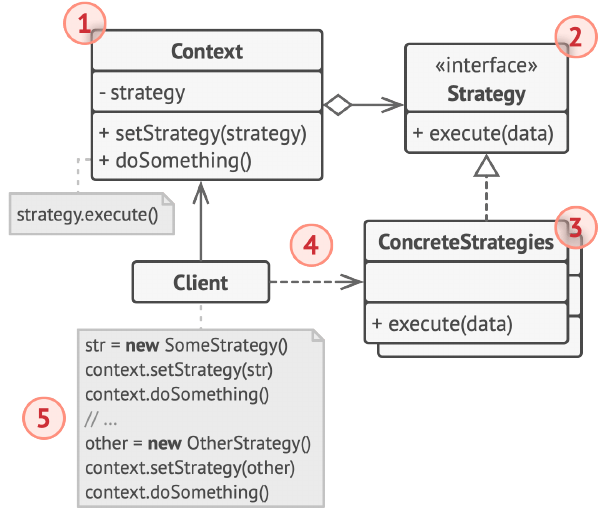 1
Context
- strategy
+ setStrategy(strategy)
+ doSomething()
strategy.execute()
2
«interface»
Strategy
+ execute(data)
3
ConcreteStrategies
+ execute(data)
4
Client
5
str = new SomeStrategy()
context.setStrategy(str)
context.doSomething()
// ...
other = new OtherStrategy()
context.setStrategy(other)
context.doSomething()